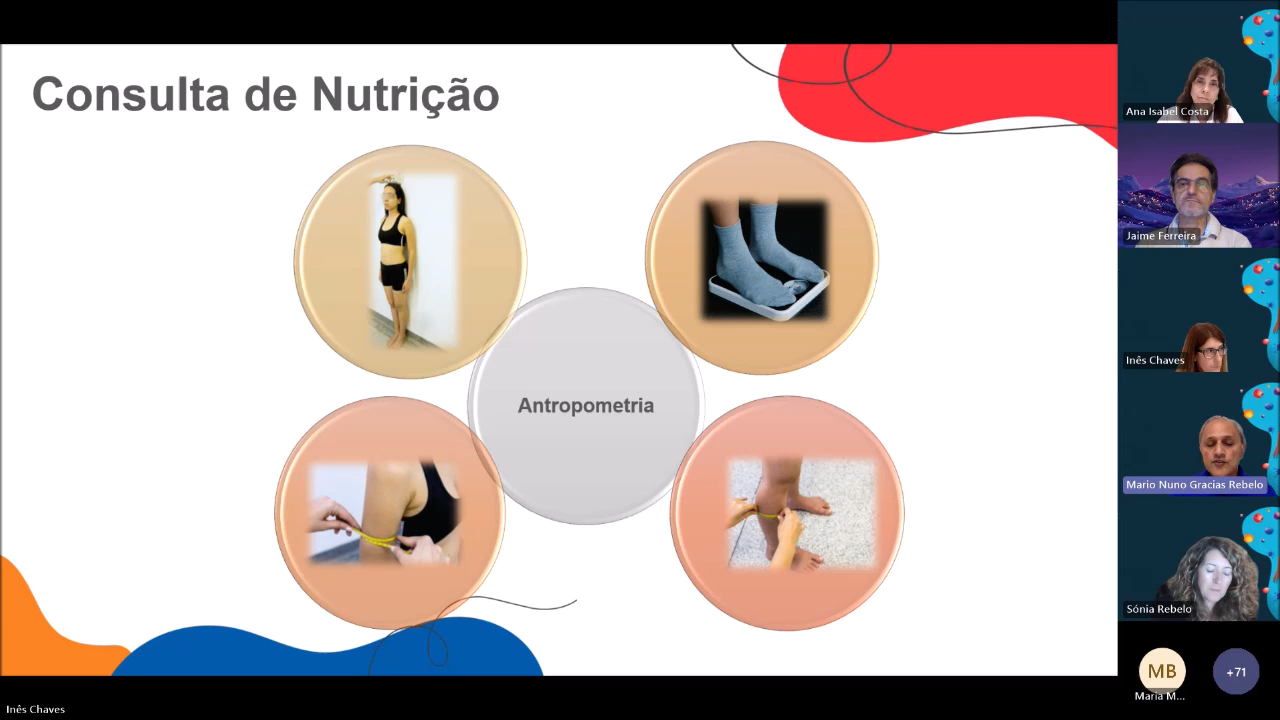 Consulta de Nutrição
Antropometria
Ana Isabel Costa
Jaime Ferreira
Inês Chaves
Mario Nuno Gracias Rebelo
Sónia Rebelo
MB
+71
Maria M...
Inês Chaves